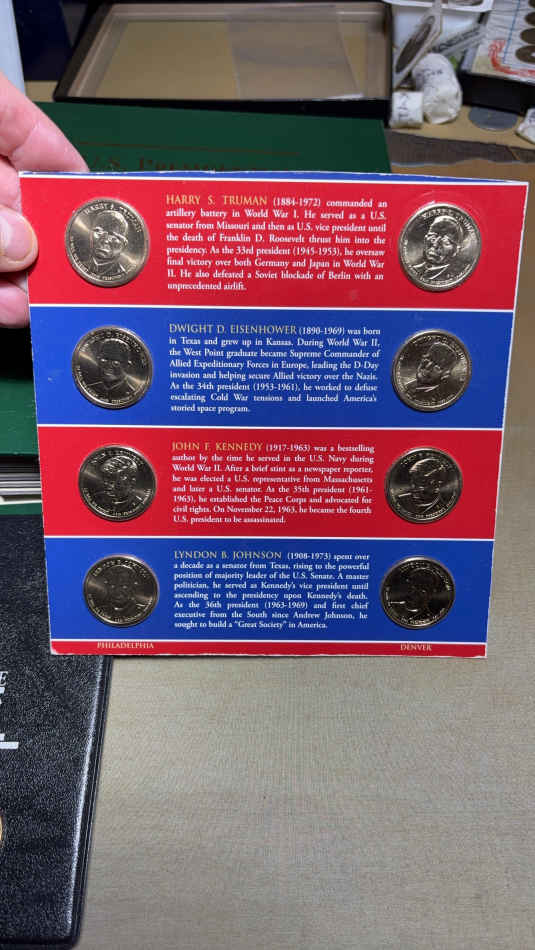 U.S. PRESIDEN
HARRY S. TRUMAN (1884-1972) commanded an
artillery battery in World War I. He served as a U.S.
senator from Missouri and then as U.S. vice president until
the death of Franklin D. Roosevelt thrust him into the
presidency. As the 33rd president (1945-1953), he oversaw
final victory over both Germany and Japan in World War
II. He also defeated a Soviet blockade of Berlin with an
unprecedented airlift.
HARRY S. TRUMAN
HARRY S. TRUMAN
DWIGHT D. EISENHOWER (1890-1969) was born
in Texas and grew up in Kansas. During World War II,
the West Point graduate became Supreme Commander of
Allied Expeditionary Forces in Europe, leading the D-Day
invasion and helping secure Allied victory over the Nazis.
As the 34th president (1953-1961), he worked to defuse
escalating Cold War tensions and launched America's
storied space program.
JOHN F. KENNEDY (1917-1963) was a bestselling
author by the time he served in the U.S. Navy during
World War II. After a brief stint as a newspaper reporter,
he was elected a U.S. representative from Massachusetts
and later a U.S. senator. As the 35th president (1961-
1963), he established the Peace Corps and advocated for
civil rights. On November 22, 1963, he became the fourth
U.S. president to be assassinated.
JOHN F. KENNEDY
JOHN F. KENNEDY
LYNDON B. JOHNSON (1908-1973) spent over
a decade as a senator from Texas, rising to the powerful
position of majority leader of the U.S. Senate. A master
politician, he served as Kennedy's vice president until
ascending to the presidency upon Kennedy's death.
As the 36th president (1963-1969) and first chief
executive from the South since Andrew Johnson, he
sought to build a "Great Society" in America.
PHILADELPHIA
DENVER